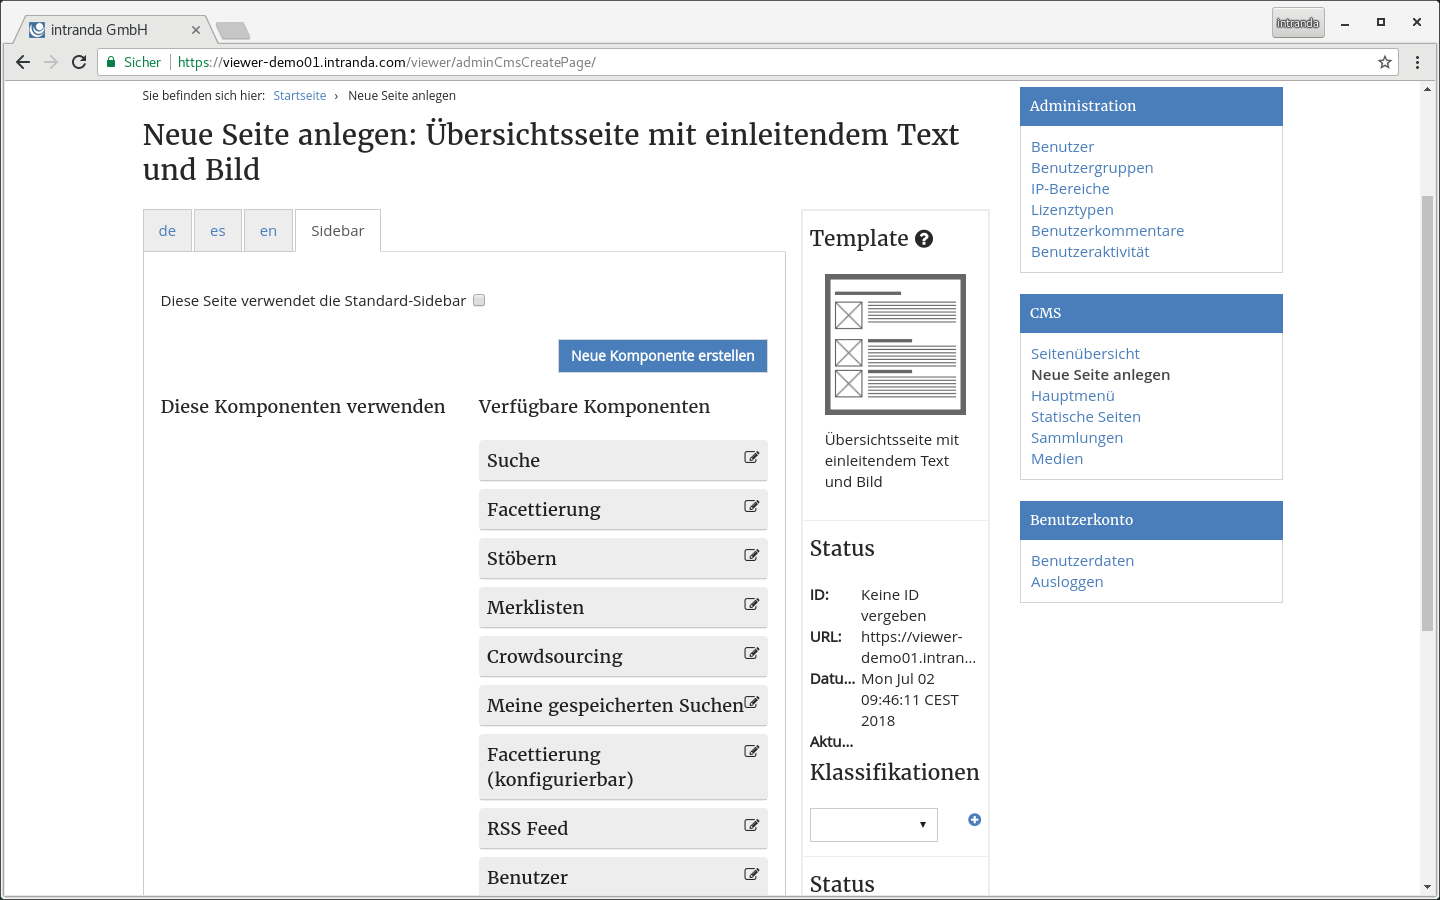 intranda GmbH
intranda
Sicher
https://viewer-demo01.intranda.com/viewer/adminCmsCreatePage/
Sie befinden sich hier: Startseite › Neue Seite anlegen
Neue Seite anlegen: Übersichtsseite mit einleitendem Text
und Bild
de
es
en
Sidebar
Diese Seite verwendet die Standard-Sidebar
Neue Komponente erstellen
Diese Komponenten verwenden
Verfügbare Komponenten
Suche
Facettierung
Stöbern
Merklisten
Crowdsourcing
Meine gespeicherten Suchen
Facettierung
(konfigurierbar)
RSS Feed
Benutzer
Template
Übersichtsseite mit
einleitendem Text
und Bild
Status
ID: Keine ID
vergeben
URL: https://viewer-
demo01.intran...
Datu... Mon Jul 02
09:46:11 CEST
2018
Aktu...
Klassifikationen
Status
Administration
Benutzer
Benutzergruppen
IP-Bereiche
Lizenztypen
Benutzerkommentare
Benutzeraktivität
CMS
Seitenübersicht
Neue Seite anlegen
Hauptmenü
Statische Seiten
Sammlungen
Medien
Benutzerkonto
Benutzerdaten
Ausloggen